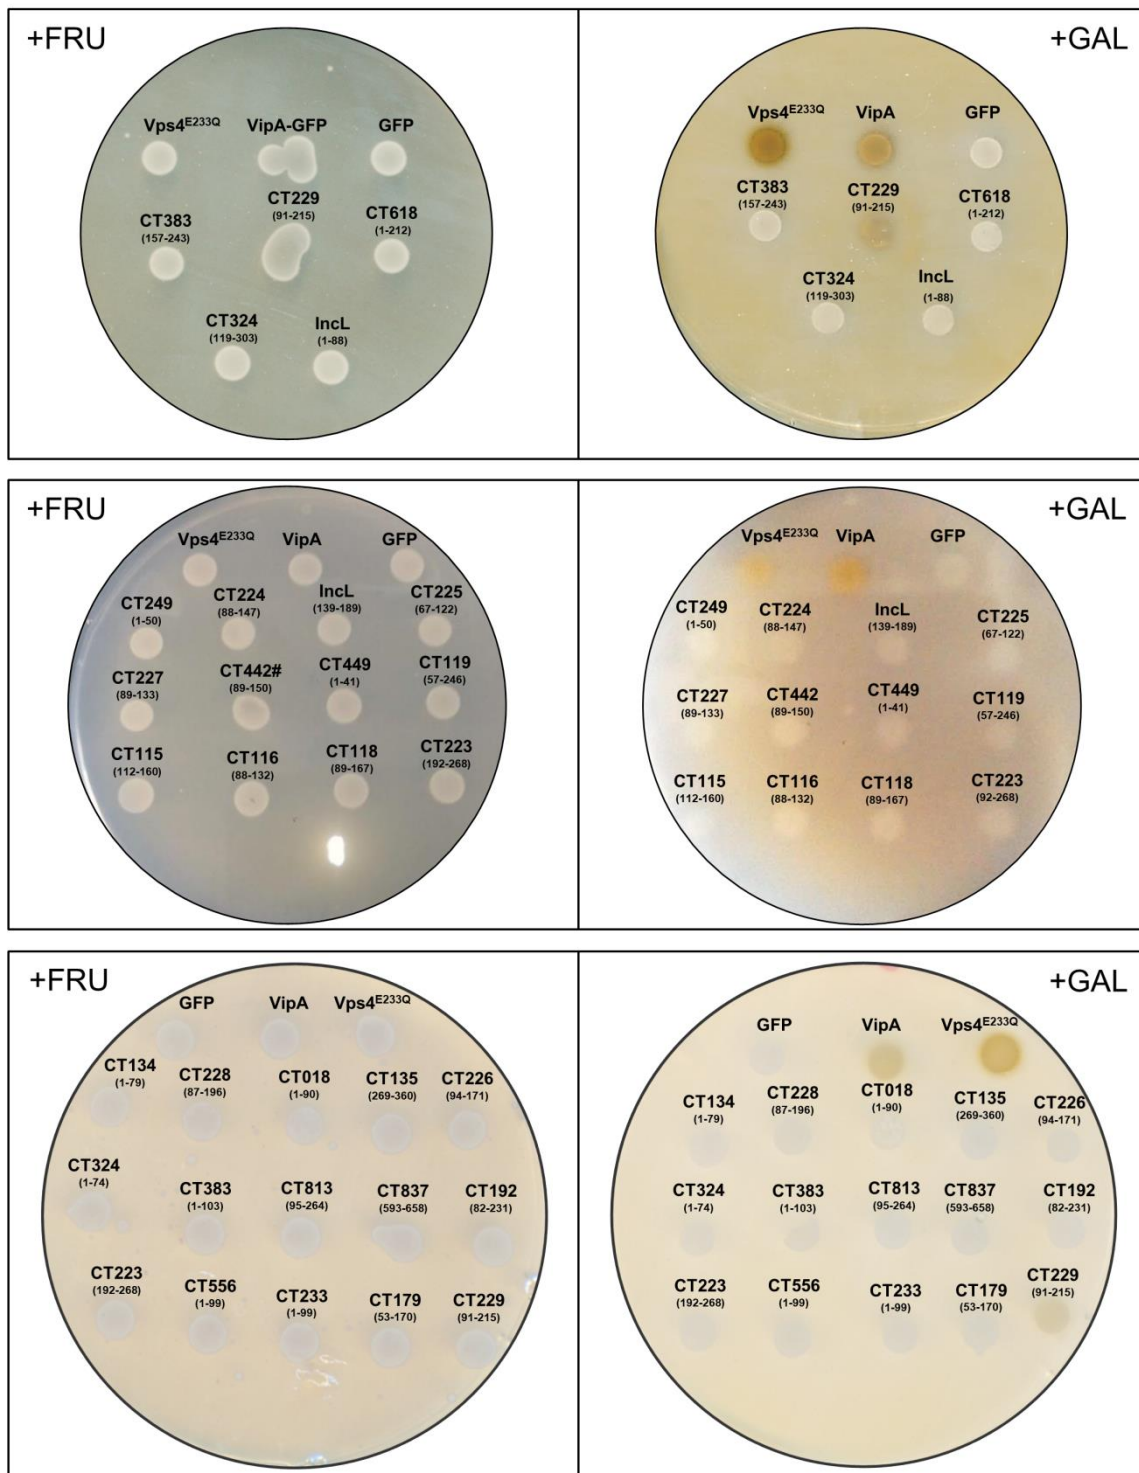 +FRU
Vps4E233Q VipA-GFP GFP
CT383 CT229 CT618
(157-243) (91-215) (1-212)
CT324 IncL
(119-303) (1-88)
+GAL
Vps4E233Q VipA GFP
CT383 CT229 CT618
(157-243) (91-215) (1-212)
CT324 IncL
(119-303) (1-88)
+FRU
Vps4E233Q VipA GFP
CT249 CT224 IncL CT225
(1-50) (88-147) (139-189) (67-122)
CT227 CT442# CT449 CT119
(89-133) (89-150) (1-41) (57-246)
CT115 CT116 CT118 CT223
(112-160) (88-132) (89-167) (192-268)
+GAL
Vps4E233Q VipA GFP
CT249 CT224 IncL CT225
(1-50) (88-147) (139-189) (67-122)
CT227 CT442 CT449 CT119
(89-133) (89-150) (1-41) (57-246)
CT115 CT116 CT118 CT223
(112-160) (88-132) (89-167) (92-268)
+FRU
GFP VipA Vps4E233Q
CT134 CT228 CT018 CT135 CT226
(1-79) (87-196) (1-90) (269-360) (94-171)
CT324 CT383 CT813 CT837 CT192
(1-74) (1-103) (95-264) (593-658) (82-231)
CT223 CT556 CT233 CT179 CT229
(192-268) (1-99) (1-99) (53-170) (91-215)
+GAL
GFP VipA Vps4E233Q
CT134 CT228 CT018 CT135 CT226
(1-79) (87-196) (1-90) (269-360) (94-171)
CT324 CT383 CT813 CT837 CT192
(1-74) (1-103) (95-264) (593-658) (82-231)
CT223 CT556 CT233 CT179 CT229
(192-268) (1-99) (1-99) (53-170) (91-215)